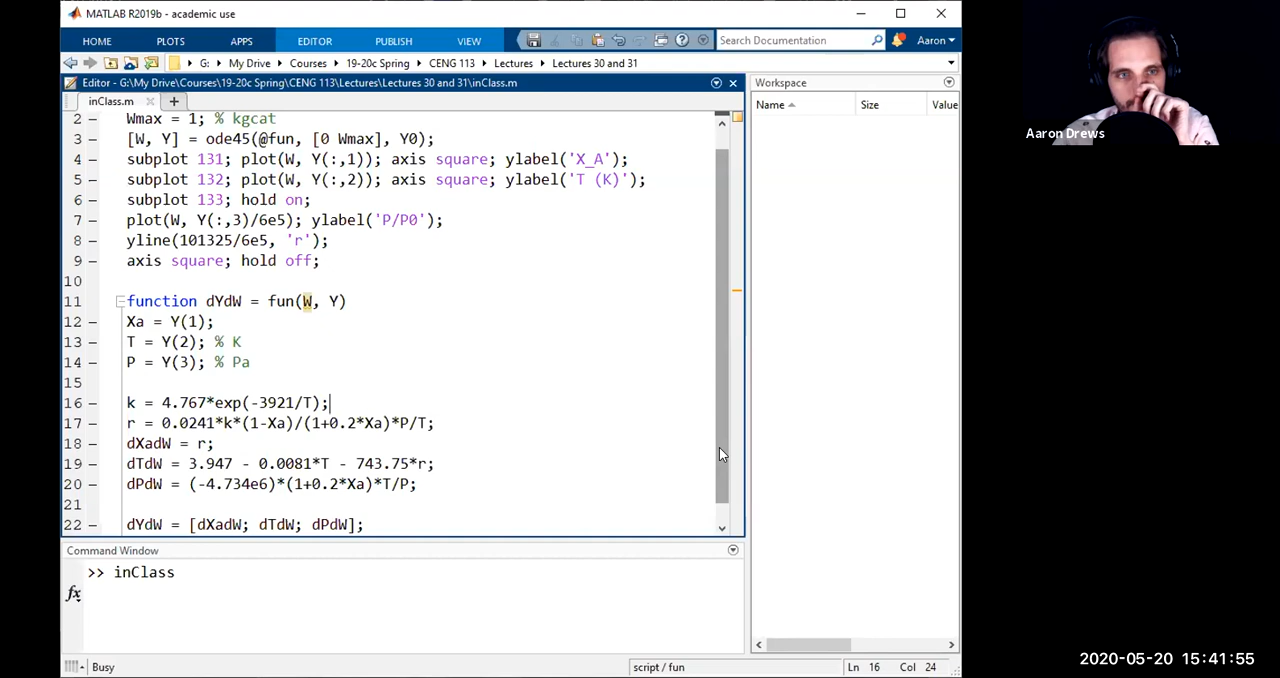 MATLAB R2019b - academic use
HOME PLOTS APPS EDITOR PUBLISH VIEW Search Documentation Aaron
G: My Drive Courses 19-20c Spring CENG 113 Lectures Lectures 30 and 31
Editor - G:\My Drive\Courses\19-20c Spring\CENG 113\Lectures\Lectures 30 and 31\inClass.m
inClass.m
2 - Wmax = 1; % kgcat
3 - [W, Y] = ode45(@fun, [0 Wmax], Y0);
4 - subplot 131; plot(W, Y(:,1)); axis square; ylabel('X_A');
5 - subplot 132; plot(W, Y(:,2)); axis square; ylabel('T (K)');
6 - subplot 133; hold on;
7 - plot(W, Y(:,3)/6e5); ylabel('P/P0');
8 - yline(101325/6e5, 'r');
9 - axis square; hold off;
10
11 function dYdW = fun(W, Y)
12 - Xa = Y(1);
13 - T = Y(2); % K
14 - P = Y(3); % Pa
15
16 - k = 4.767*exp(-3921/T);
17 - r = 0.0241*k*(1-Xa)/(1+0.2*Xa)*P/T;
18 - dXadW = r;
19 - dTdW = 3.947 - 0.0081*T - 743.75*r;
20 - dPdW = (-4.734e6)*(1+0.2*Xa)*T/P;
21
22 - dYdW = [dXadW; dTdW; dPdW];
Command Window
>> inClass
fx
Busy script / fun Ln 16 Col 24
Workspace
Name Size Value
Aaron Drews
2020-05-20 15:41:55